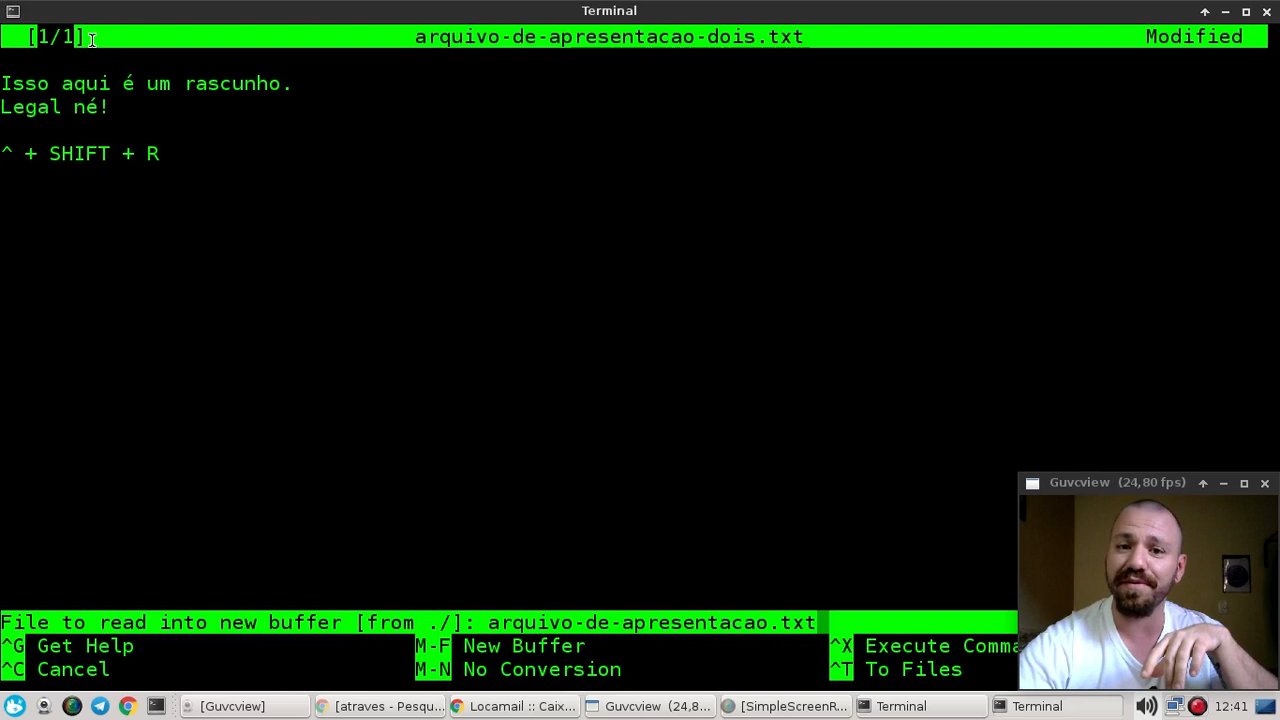 Terminal
[1/1] arquivo-de-apresentacao-dois.txt Modified
Isso aqui é um rascunho.
Legal né!
^ + SHIFT + R
Guvcview (24,80 fps)
File to read into new buffer [from ./]: arquivo-de-apresentacao.txt
^G Get Help M-F New Buffer ^X Execute Comma
^C Cancel M-N No Conversion ^T To Files
[Guvcview] [atraves - Pesqu... Locamail :: Caix... Guvcview (24,8... [SimpleScreenR... Terminal Terminal 12:41